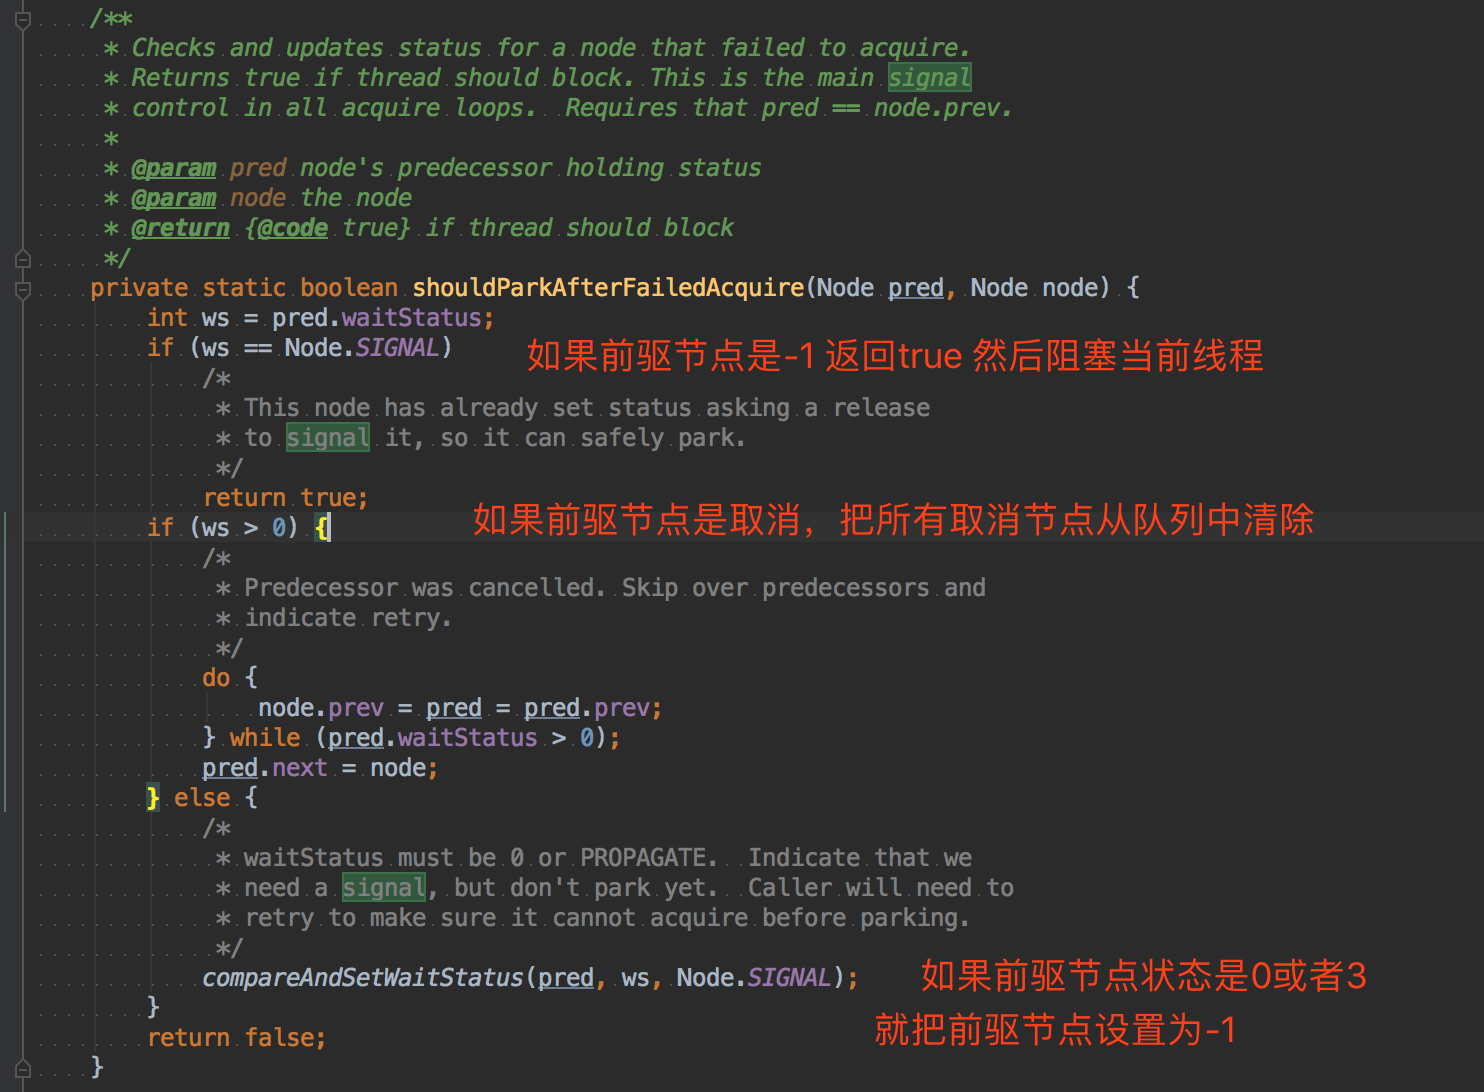 /**
* Checks and updates status for a node that failed to acquire.
* Returns true if thread should block. This is the main signal
* control in all acquire loops.  Requires that pred == node.prev.
*
* @param pred node's predecessor holding status
* @param node the node
* @return {@code true} if thread should block
*/
private static boolean shouldParkAfterFailedAcquire(Node pred, Node node) {
int ws = pred.waitStatus;
if (ws == Node.SIGNAL) 如果前驱节点是-1 返回true 然后阻塞当前线程
/*
* This node has already set status asking a release
* to signal it, so it can safely park.
*/
return true;
if (ws > 0) { 如果前驱节点是取消，把所有取消节点从队列中清除
/*
* Predecessor was cancelled. Skip over predecessors and
* indicate retry.
*/
do {
node.prev = pred = pred.prev;
} while (pred.waitStatus > 0);
pred.next = node;
} else {
/*
* waitStatus must be 0 or PROPAGATE.  Indicate that we
* need a signal, but don't park yet.  Caller will need to
* retry to make sure it cannot acquire before parking.
*/
compareAndSetWaitStatus(pred, ws, Node.SIGNAL); 如果前驱节点状态是0或者3
}
就把前驱节点设置为-1
return false;
}